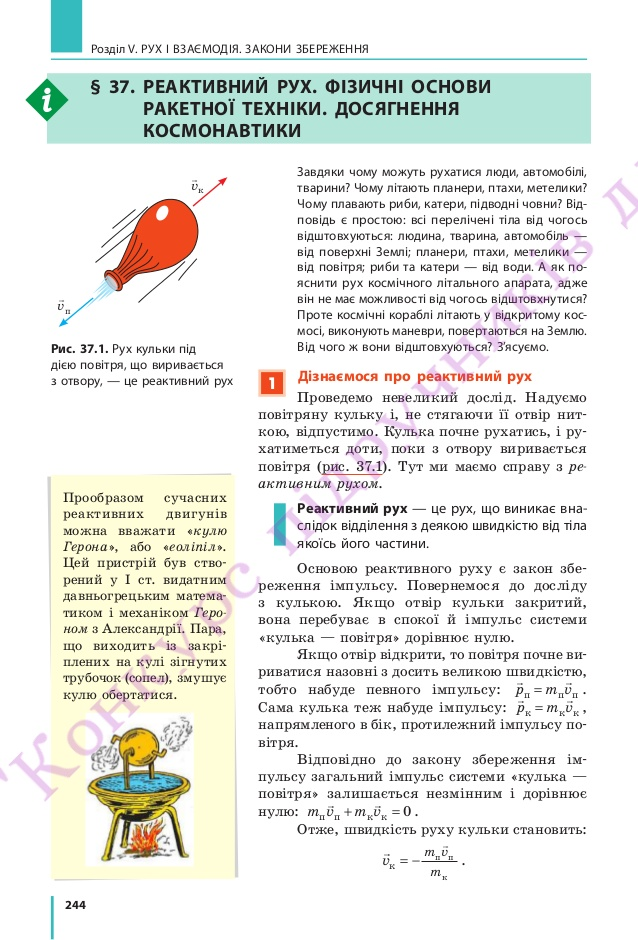 Розділ V. РУХ І ВЗАЄМОДІЯ. ЗАКОНИ ЗБЕРЕЖЕННЯ
i
§ 37. РЕАКТИВНИЙ РУХ. ФІЗИЧНІ ОСНОВИ
РАКЕТНОЇ ТЕХНІКИ. ДОСЯГНЕННЯ
КОСМОНАВТИКИ
v⃗к
v⃗п
Рис. 37.1. Рух кульки під
дією повітря, що виривається
з отвору, — це реактивний рух
Завдяки чому можуть рухатися люди, автомобілі,
тварини? Чому літають планери, птахи, метелики?
Чому плавають риби, катери, підводні човни? Від-
повідь є простою: всі перелічені тіла від чогось
відштовхуються: людина, тварина, автомобіль —
від поверхні Землі; планери, птахи, метелики —
від повітря; риби та катери — від води. А як по-
яснити рух космічного літального апарата, адже
він не має можливості від чогось відштовхнутися?
Проте космічні кораблі літають у відкритому кос-
мосі, виконують маневри, повертаються на Землю.
Від чого ж вони відштовхуються? З’ясуємо.
1
Дізнаємося про реактивний рух
Проведемо невеликий дослід. Надуємо
повітряну кульку і, не стягаючи її отвір нит-
кою, відпустимо. Кулька почне рухатись, і ру-
хатиметься доти, поки з отвору виривається
повітря (рис. 37.1). Тут ми маємо справу з ре-
активним рухом.
Реактивний рух — це рух, що виникає вна-
слідок відділення з деякою швидкістю від тіла
якоїсь його частини.
Основою реактивного руху є закон збе-
реження імпульсу. Повернемося до досліду
з кулькою. Якщо отвір кульки закритий,
вона перебуває в спокої й імпульс системи
«кулька — повітря» дорівнює нулю.
Якщо отвір відкрити, то повітря почне ви-
риватися назовні з досить великою швидкістю,
тобто набуде певного імпульсу: p⃗п = mпv⃗п.
Сама кулька теж набуде імпульсу: p⃗к = mкv⃗к,
напрямленого в бік, протилежний імпульсу по-
вітря.
Відповідно до закону збереження ім-
пульсу загальний імпульс системи «кулька —
повітря» залишається незмінним і дорівнює
нулю: mпv⃗п + mкv⃗к = 0.
Отже, швидкість руху кульки становить:
v⃗к = − mпv⃗п / mк.
Прообразом сучасних
реактивних двигунів
можна вважати «кулю
Герона», або «еоліпіл».
Цей пристрій був ство-
рений у І ст. видатним
давньогрецьким матема-
тиком і механіком Геро-
ном з Александрії. Пара,
що виходить із закрі-
плених на кулі зігнутих
трубочок (сопел), змушує
кулю обертатися.
244
Конкурс підручників д